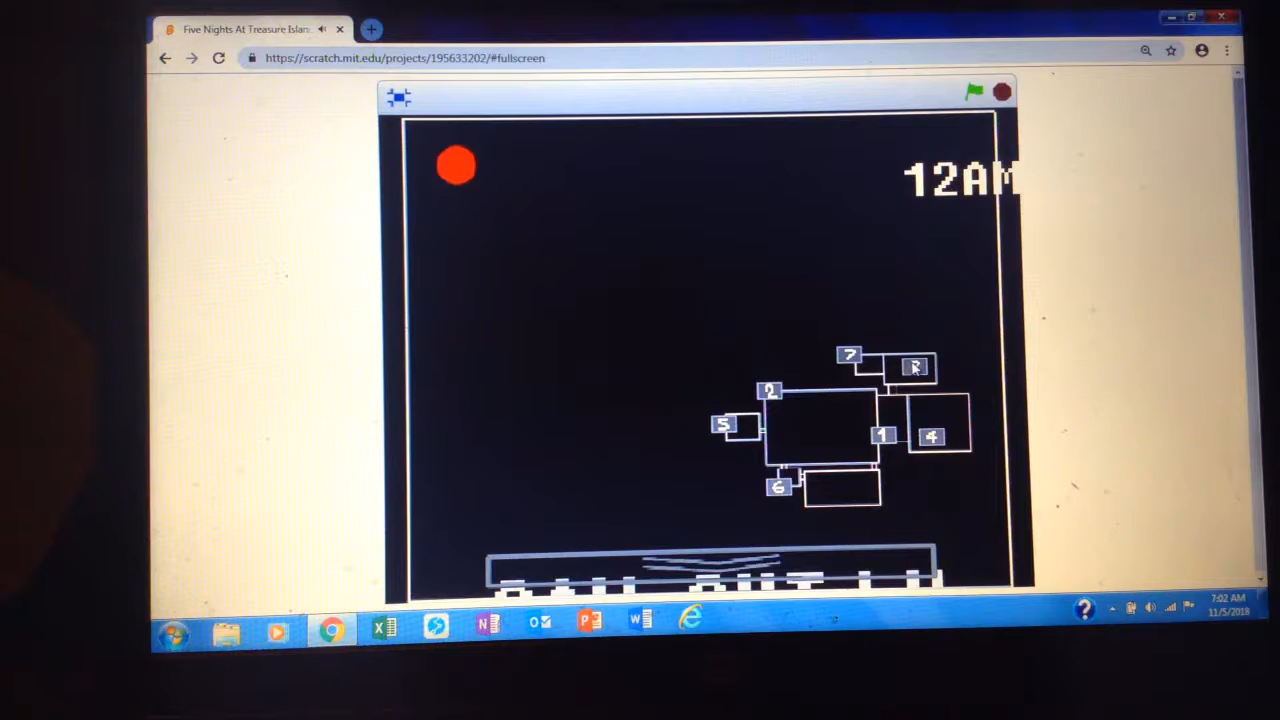 Five Nights At Treasure Islan
https://scratch.mit.edu/projects/195633202/#fullscreen
12AM
7
2
5
1
4
6
7:02 AM
11/5/2018